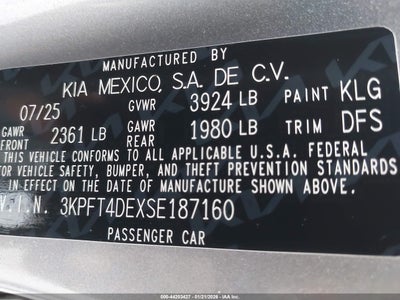 MANUFACTURED BY
KIA MEXICO, S.A. DE C.V.
07/25 GVWR 3924 LB PAINT KLG
GAWR FRONT 2361 LB GAWR REAR 1980 LB TRIM DFS
THIS VEHICLE CONFORMS TO ALL APPLICABLE U.S.A. FEDERAL
MOTOR VEHICLE SAFETY, BUMPER, AND THEFT PREVENTION STANDARDS
IN EFFECT ON THE DATE OF MANUFACTURE SHOWN ABOVE.
V.I.N. 3KPFT4DEXSE187160
PASSENGER CAR